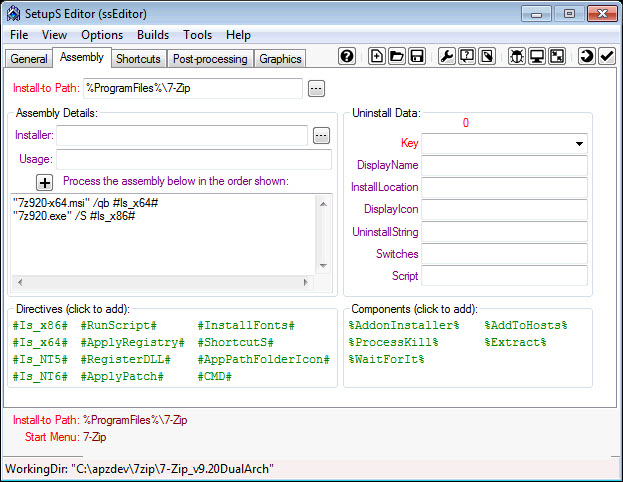 SetupS Editor (ssEditor)
File View Options Builds Tools Help
General Assembly Shortcuts Post-processing Graphics
Install-to Path: %ProgramFiles%\7-Zip ...
Assembly Details:
Installer: ...
Usage:
Process the assembly below in the order shown:
"7z920-x64.msi" /qb #Is_x64#
"7z920.exe" /S #Is_x86#
Uninstall Data:
0
Key
DisplayName
InstallLocation
DisplayIcon
UninstallString
Switches
Script
Directives (click to add):
#Is_x86# #RunScript# #InstallFonts#
#Is_x64# #ApplyRegistry# #ShortcutS#
#Is_NT5# #RegisterDLL# #AppPathFolderIcon#
#Is_NT6# #ApplyPatch# #CMD#
Components (click to add):
%AddonInstaller% %AddToHosts%
%ProcessKill% %Extract%
%WaitForIt%
Install-to Path: %ProgramFiles%\7-Zip
Start Menu: 7-Zip
WorkingDir: "C:\apzdev\7zip\7-Zip_v9.20DualArch"